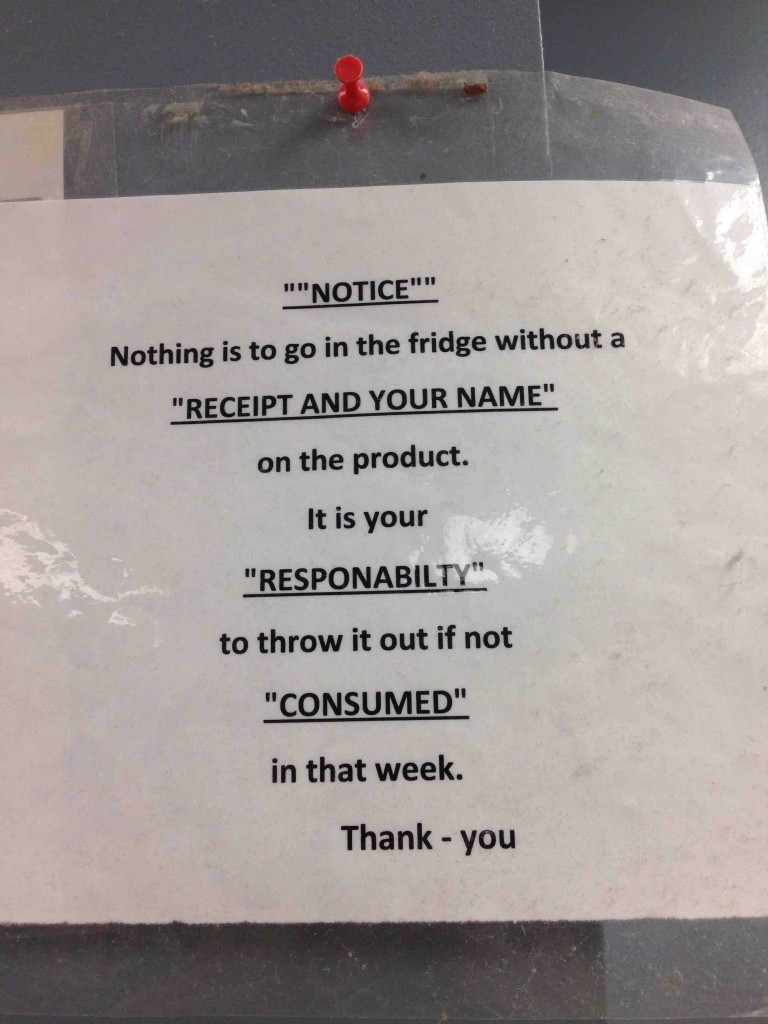 ""NOTICE""
Nothing is to go in the fridge without a
"RECEIPT AND YOUR NAME"
on the product.
It is your
"RESPONABILTY"
to throw it out if not
"CONSUMED"
in that week.
Thank - you